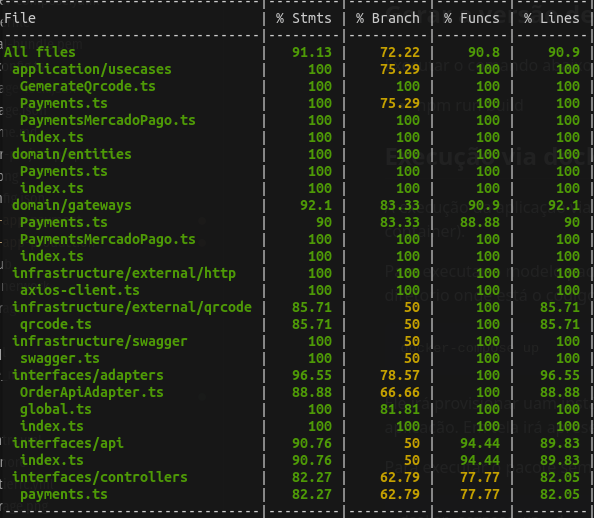 File | % Stmts | % Branch | % Funcs | % Lines |
All files | 91.13 | 72.22 | 90.8 | 90.9 |
application/usecases | 100 | 75.29 | 100 | 100 |
GemerateQrcode.ts | 100 | 100 | 100 | 100 |
Payments.ts | 100 | 75.29 | 100 | 100 |
PaymentsMercadoPago.ts | 100 | 100 | 100 | 100 |
index.ts | 100 | 100 | 100 | 100 |
domain/entities | 100 | 100 | 100 | 100 |
Payments.ts | 100 | 100 | 100 | 100 |
index.ts | 100 | 100 | 100 | 100 |
domain/gateways | 92.1 | 83.33 | 90.9 | 92.1 |
Payments.ts | 90 | 83.33 | 88.88 | 90 |
PaymentsMercadoPago.ts | 100 | 100 | 100 | 100 |
index.ts | 100 | 100 | 100 | 100 |
infrastructure/external/http | 100 | 100 | 100 | 100 |
axios-client.ts | 100 | 100 | 100 | 100 |
infrastructure/external/qrcode | 85.71 | 50 | 100 | 85.71 |
qrcode.ts | 85.71 | 50 | 100 | 85.71 |
infrastructure/swagger | 100 | 50 | 100 | 100 |
swagger.ts | 100 | 50 | 100 | 100 |
interfaces/adapters | 96.55 | 78.57 | 100 | 96.55 |
OrderApiAdapter.ts | 88.88 | 66.66 | 100 | 88.88 |
global.ts | 100 | 81.81 | 100 | 100 |
index.ts | 100 | 100 | 100 | 100 |
interfaces/api | 90.76 | 50 | 94.44 | 89.83 |
index.ts | 90.76 | 50 | 94.44 | 89.83 |
interfaces/controllers | 82.27 | 62.79 | 77.77 | 82.05 |
payments.ts | 82.27 | 62.79 | 77.77 | 82.05 |